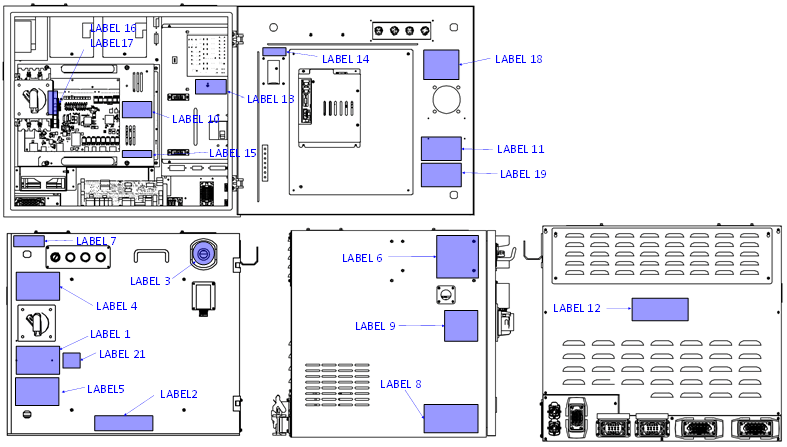 LABEL 16
LABEL17
LABEL 14
LABEL 18
LABEL 13
LABEL 10
LABEL 15
LABEL 11
LABEL 19
LABEL 7
LABEL 3
LABEL 4
LABEL 1
LABEL 21
LABEL5
LABEL2
LABEL 6
LABEL 9
LABEL 8
LABEL 12